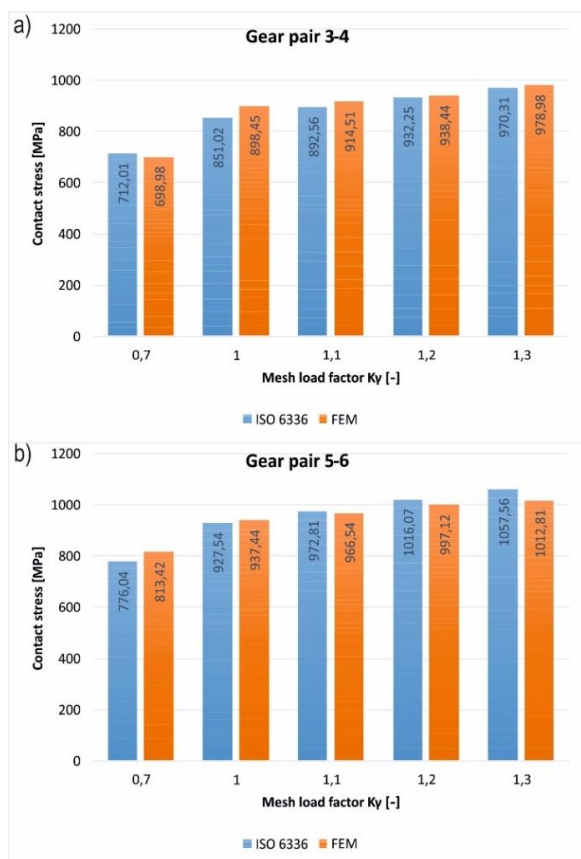 a)
Gear pair 3-4
Contact stress [MPa]
1200
1000
800
600
400
200
0
712,01
698,98
851,02
898,45
892,56
914,51
932,25
938,44
970,31
978,98
0,7 1 1,1 1,2 1,3
Mesh load factor Ky [-]
ISO 6336 FEM
b)
Gear pair 5-6
Contact stress [MPa]
1200
1000
800
600
400
200
0
776,04
813,42
927,54
937,44
972,81
966,54
1016,07
997,12
1057,56
1012,81
0,7 1 1,1 1,2 1,3
Mesh load factor Ky [-]
ISO 6336 FEM